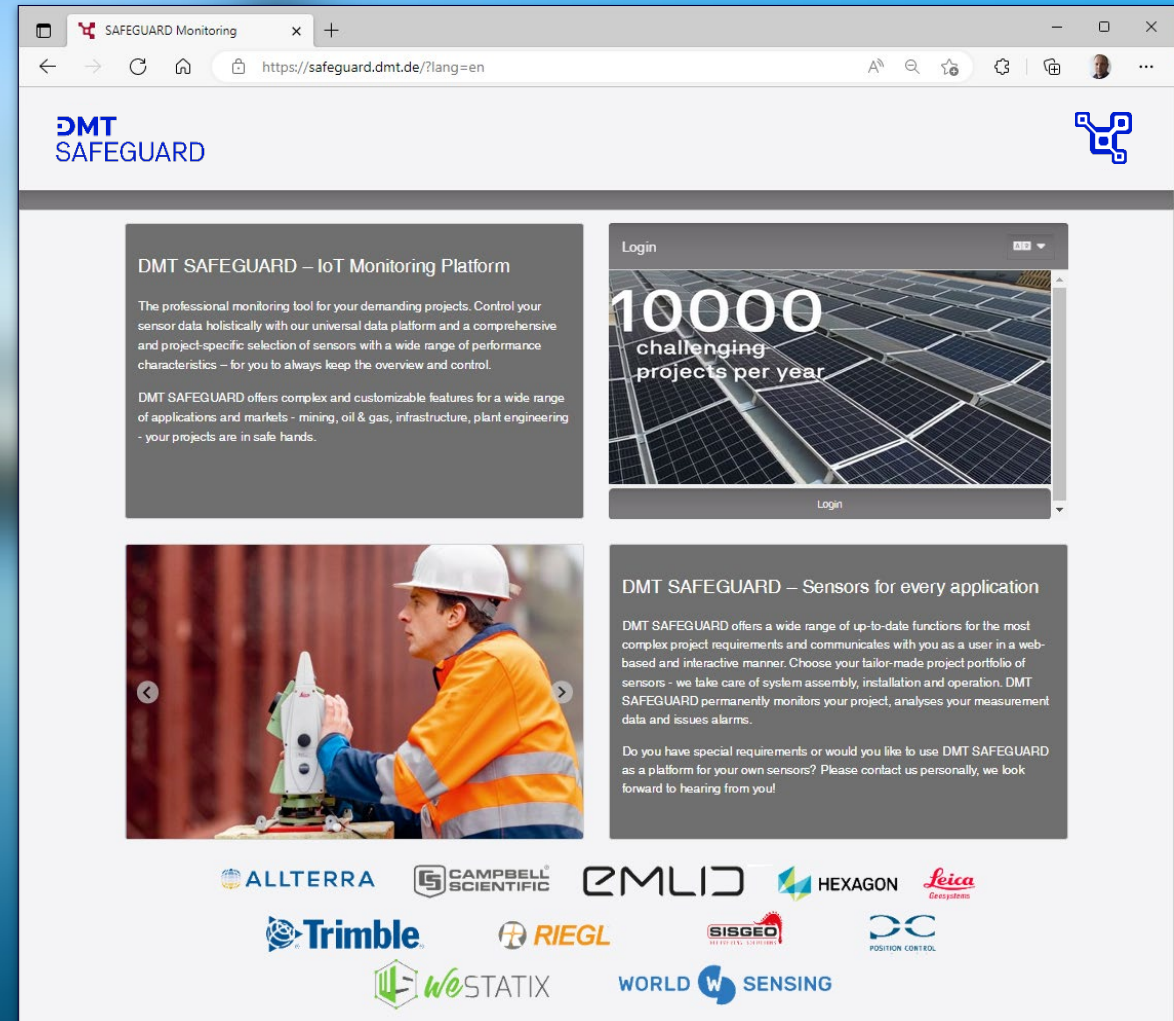 SAFEGUARD Monitoring
https://safeguard.dmt.de/?lang=en
DMT
SAFEGUARD
DMT SAFEGUARD – IoT Monitoring Platform
The professional monitoring tool for your demanding projects. Control your
sensor data holistically with our universal data platform and a comprehensive
and project-specific selection of sensors with a wide range of performance
characteristics – for you to always keep the overview and control.
DMT SAFEGUARD offers complex and customizable features for a wide range
of applications and markets - mining, oil & gas, infrastructure, plant engineering
- your projects are in safe hands.
Login
10000
challenging
projects per year
Login
DMT SAFEGUARD – Sensors for every application
DMT SAFEGUARD offers a wide range of up-to-date functions for the most
complex project requirements and communicates with you as a user in a web-
based and interactive manner. Choose your tailor-made project portfolio of
sensors - we take care of system assembly, installation and operation. DMT
SAFEGUARD permanently monitors your project, analyses your measurement
data and issues alarms.
Do you have special requirements or would you like to use DMT SAFEGUARD
as a platform for your own sensors? Please contact us personally, we look
forward to hearing from you!
ALLTERRA
CAMPBELL®
SCIENTIFIC
EMLID
HEXAGON
Leica
Geosystems
Trimble
RIEGL
SISGEO
POSITION CONTROL
WeSTATIX
WORLD W SENSING